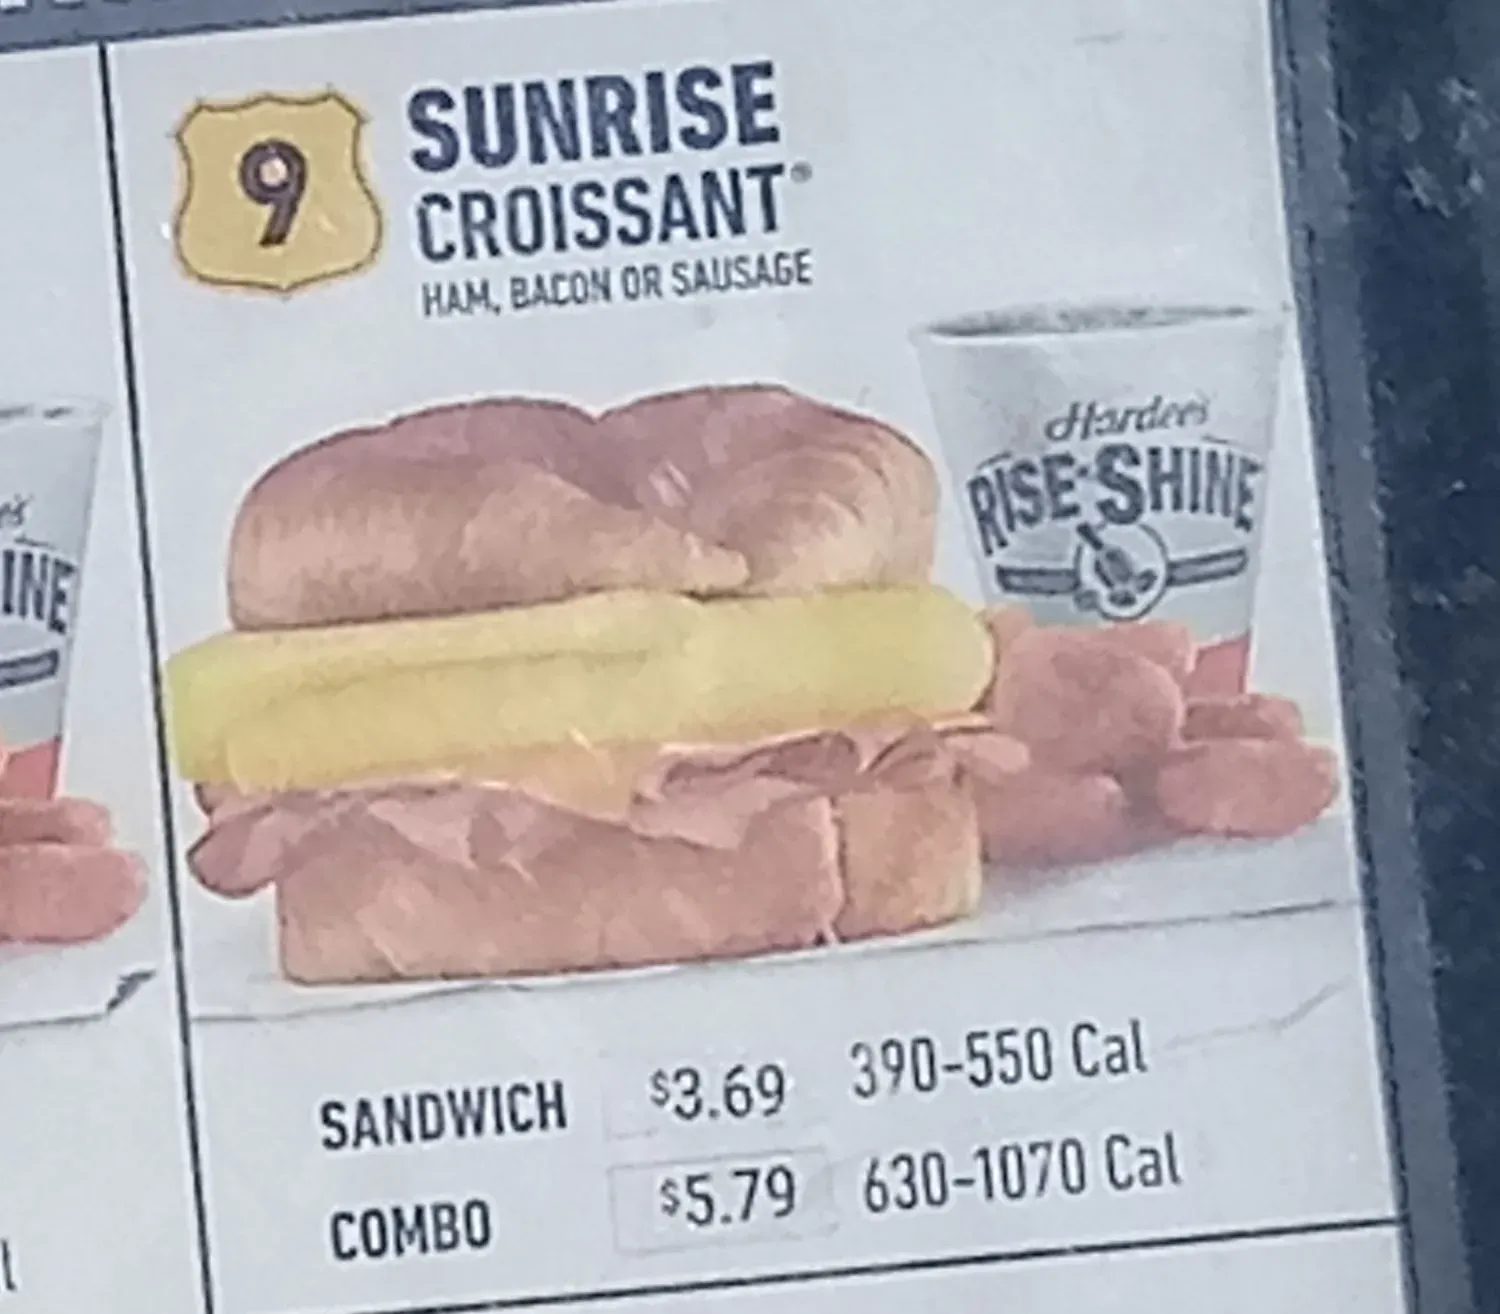 9
SUNRISE
CROISSANT®
HAM, BACON OR SAUSAGE
Hardee's
RISE·SHINE
INE
SANDWICH $3.69 390-550 Cal
COMBO $5.79 630-1070 Cal